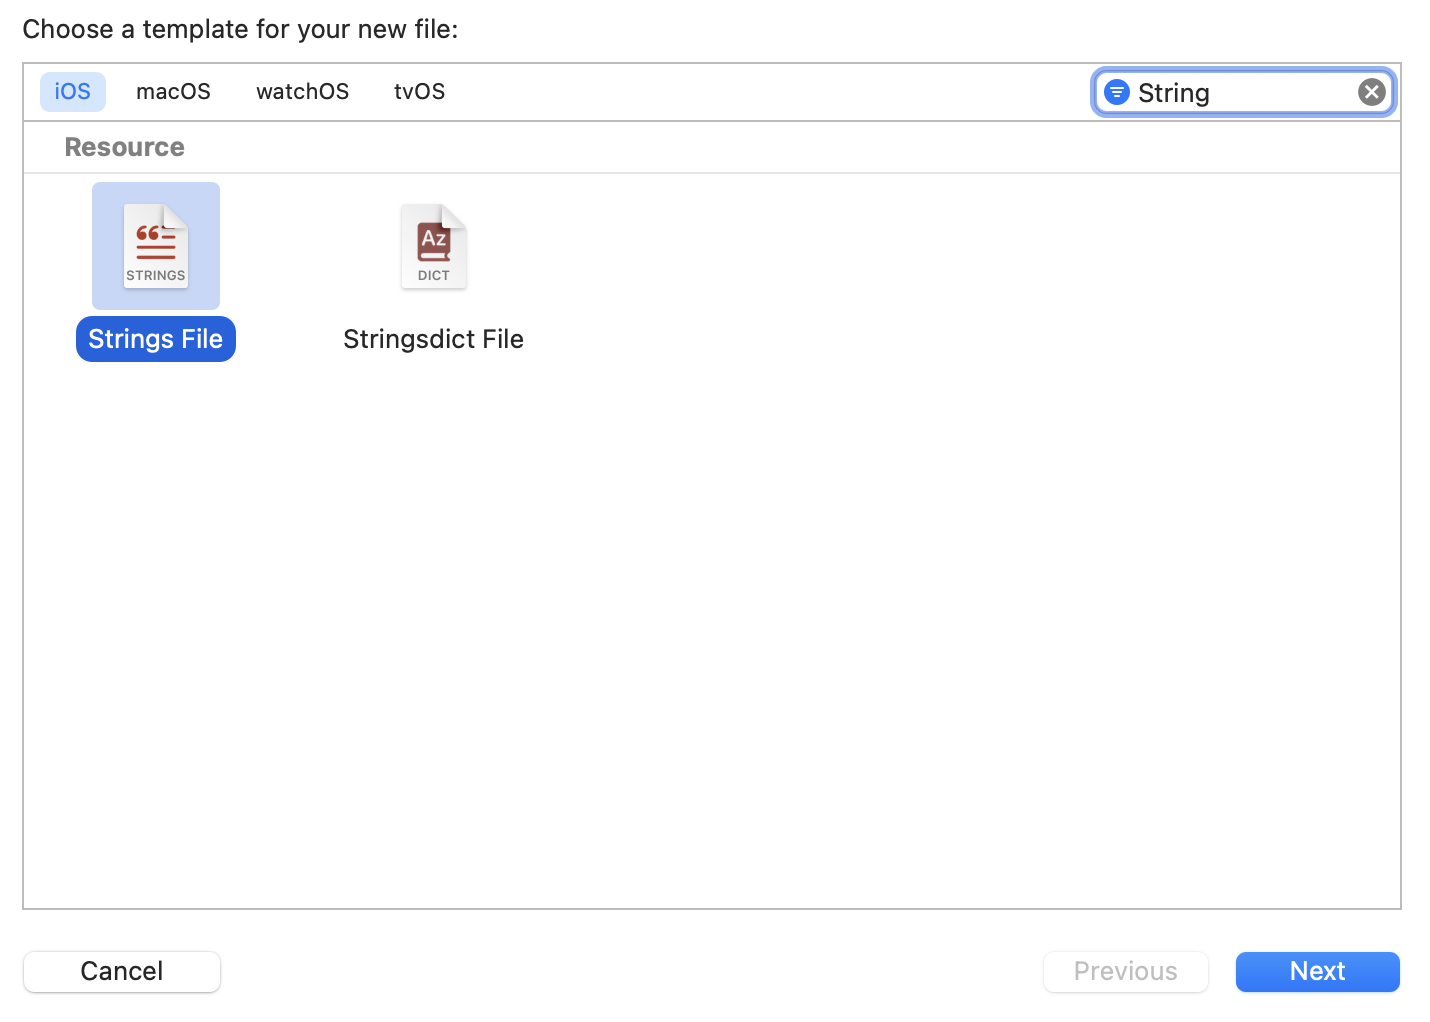 Choose a template for your new file:
iOS macOS watchOS tvOS String
Resource
STRINGS
Az
DICT
Strings File
Stringsdict File
Cancel Previous Next